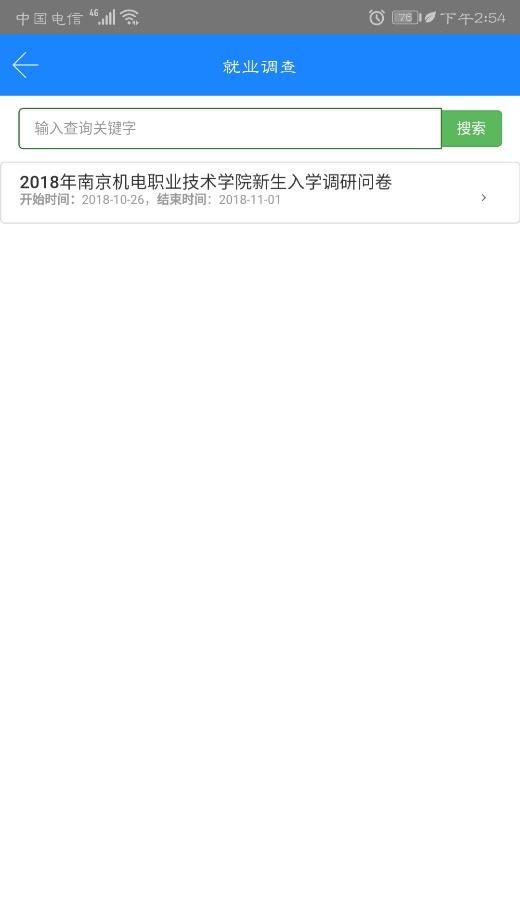 中国电信 4G 76 下午2:54
就业调查
输入查询关键字 搜索
2018年南京机电职业技术学院新生入学调研问卷
开始时间：2018-10-26，结束时间：2018-11-01